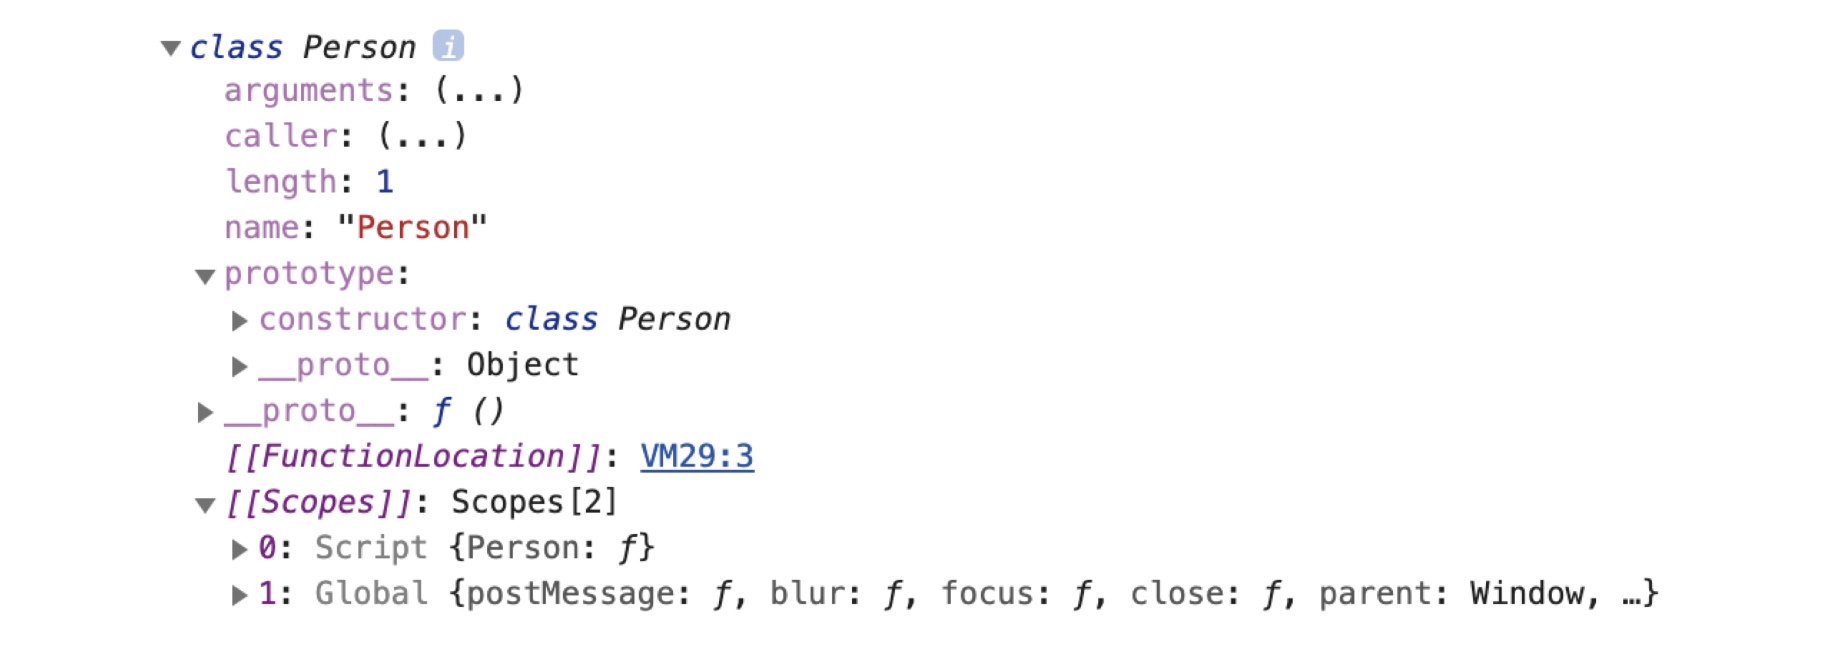 class Person i
arguments: (...)
caller: (...)
length: 1
name: "Person"
prototype:
constructor: class Person
__proto__: Object
__proto__: ƒ ()
[[FunctionLocation]]: VM29:3
[[Scopes]]: Scopes[2]
0: Script {Person: ƒ}
1: Global {postMessage: ƒ, blur: ƒ, focus: ƒ, close: ƒ, parent: Window, …}